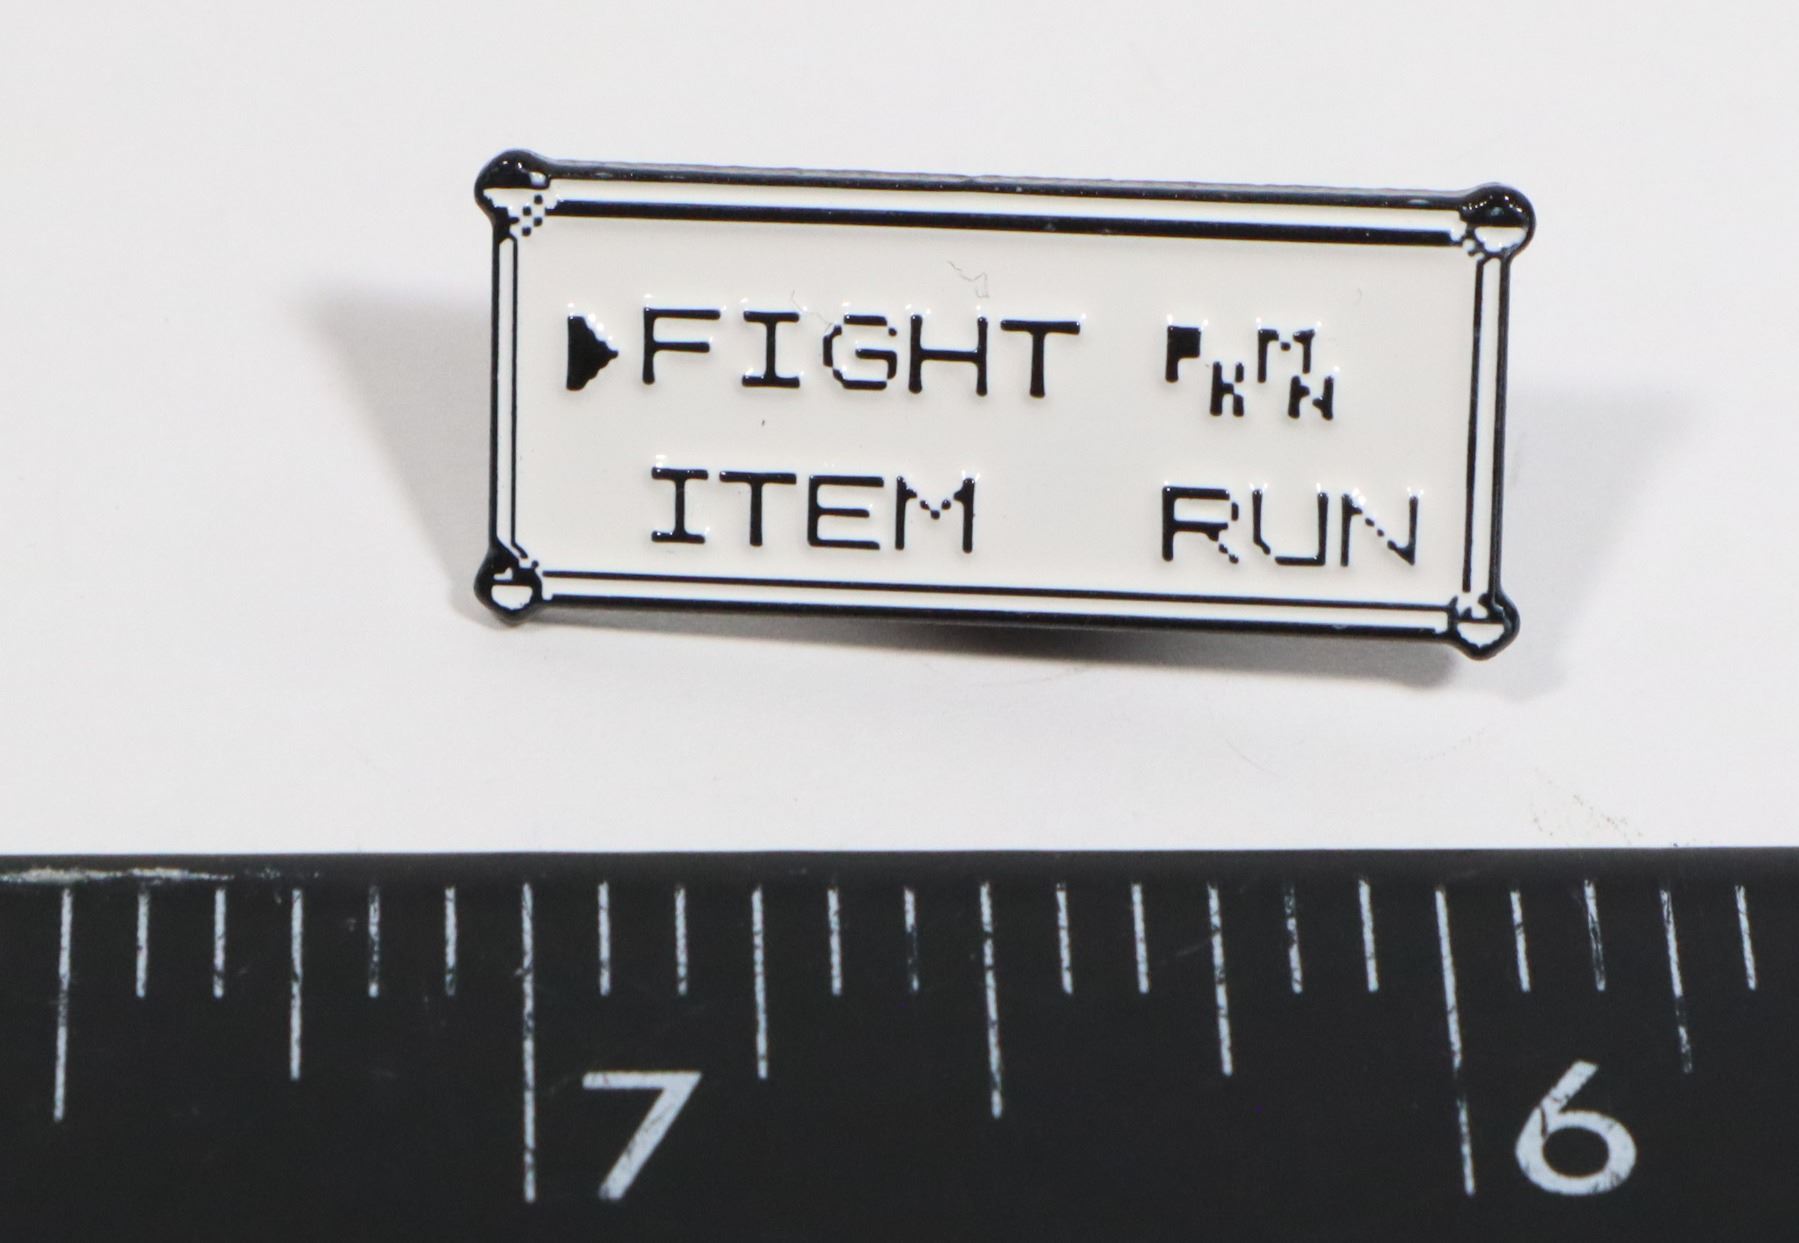 ▶FIGHT PKMN
ITEM RUN
7 6